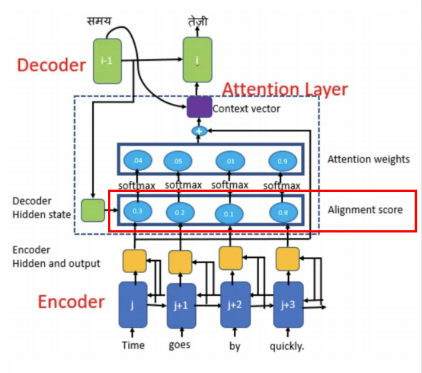 समय
तेज़ी
Decoder
i-1
i
Attention Layer
Context vector
+
.04
.05
.01
0.9
Attention weights
softmax
softmax
softmax
softmax
Decoder
Hidden state
0.3
0.2
0.1
0.8
Alignment score
Encoder
Hidden and output
Encoder
j
j+1
j+2
j+3
Time
goes
by
quickly.